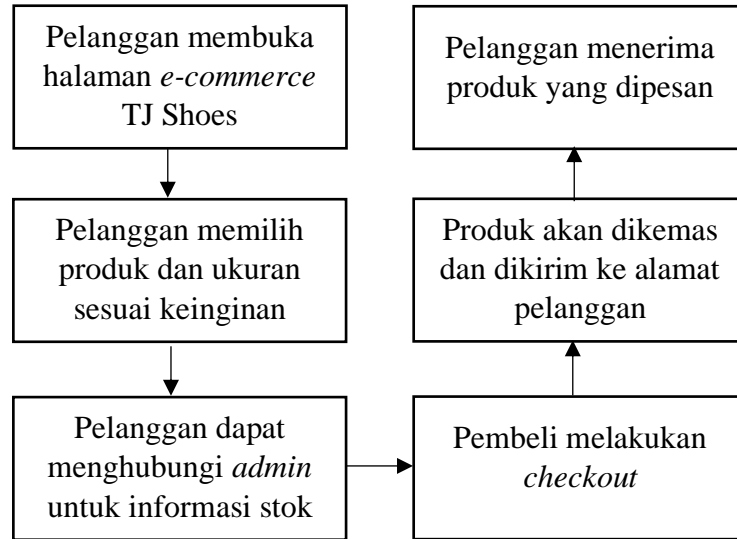 Pelanggan membuka
halaman e-commerce
TJ Shoes
Pelanggan memilih
produk dan ukuran
sesuai keinginan
Pelanggan dapat
menghubungi admin
untuk informasi stok
Pembeli melakukan
checkout
Produk akan dikemas
dan dikirim ke alamat
pelanggan
Pelanggan menerima
produk yang dipesan